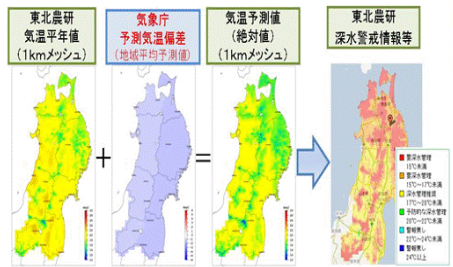 東北農研
気温平年値
（1kmメッシュ）
気象庁
予測気温偏差
（地域平均予測値）
気温予測値
（絶対値）
（1kmメッシュ）
東北農研
深水警戒情報等
+
=
要深水管理
15℃未満
要深水管理
15℃～17℃未満
深水管理推奨
17℃～20℃未満
予防的な深水管理
20℃～22℃未満
警報無し
22℃～24℃未満
警報無し
24℃以上